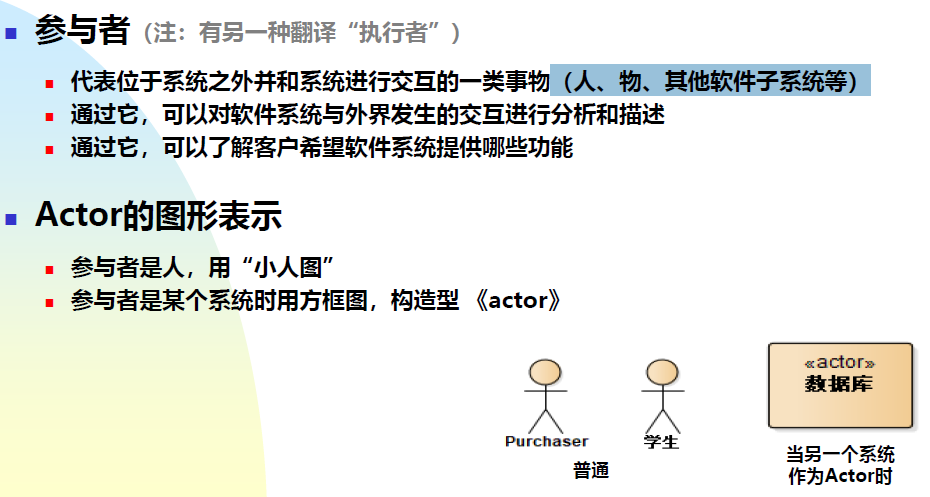 参与者（注：有另一种翻译“执行者”）
代表位于系统之外并和系统进行交互的一类事物（人、物、其他软件子系统等）
通过它，可以对软件系统与外界发生的交互进行分析和描述
通过它，可以了解客户希望软件系统提供哪些功能
Actor的图形表示
参与者是人，用“小人图”
参与者是某个系统时用方框图，构造型 《actor》
Purchaser
学生
普通
«actor»
数据库
当另一个系统
作为Actor时